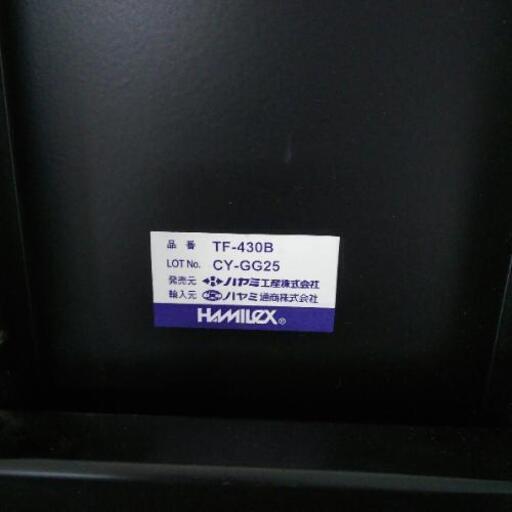 品番 TF-430B
LOT No. CY-GG25
発売元 ハヤミ工産株式会社
輸入元 ハヤミ通商株式会社
HAMILEX®